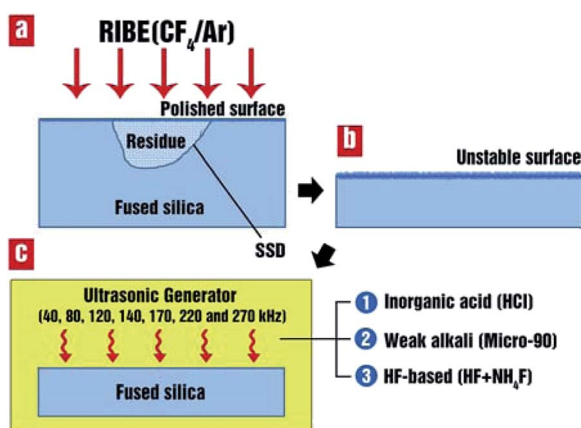 a
RIBE(CF₄/Ar)
Polished surface
Residue
Fused silica
SSD
b
Unstable surface
c
Ultrasonic Generator
(40, 80, 120, 140, 170, 220 and 270 kHz)
Fused silica
1 Inorganic acid (HCl)
2 Weak alkali (Micro-90)
3 HF-based (HF+NH₄F)